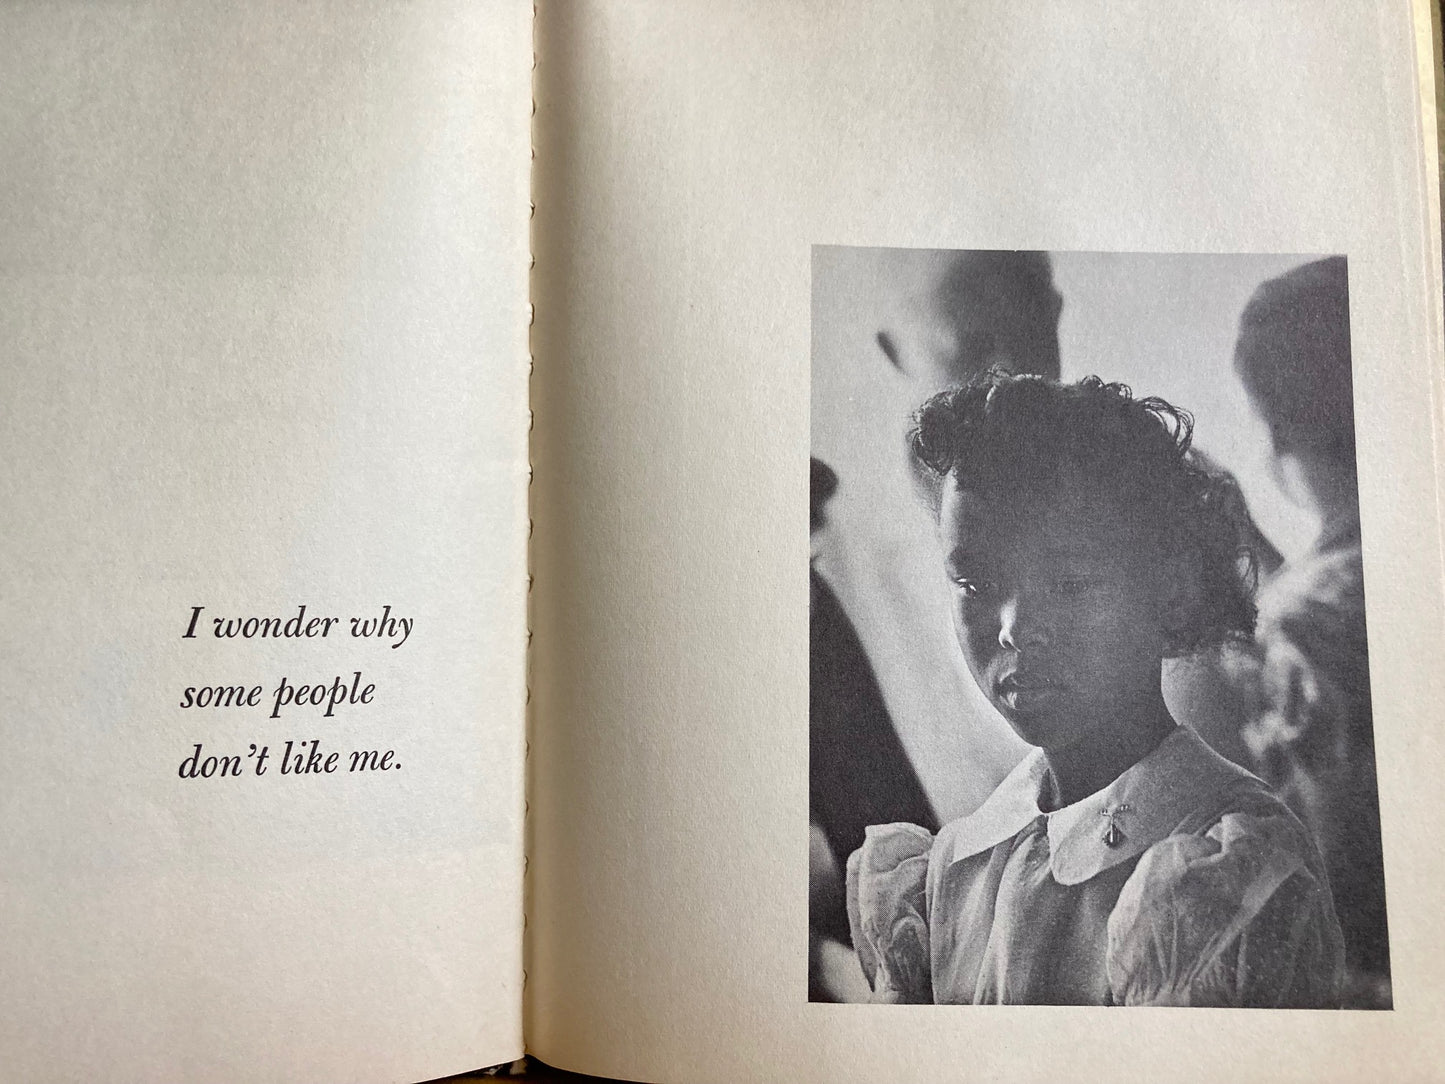 I wonder why
some people
don’t like me.